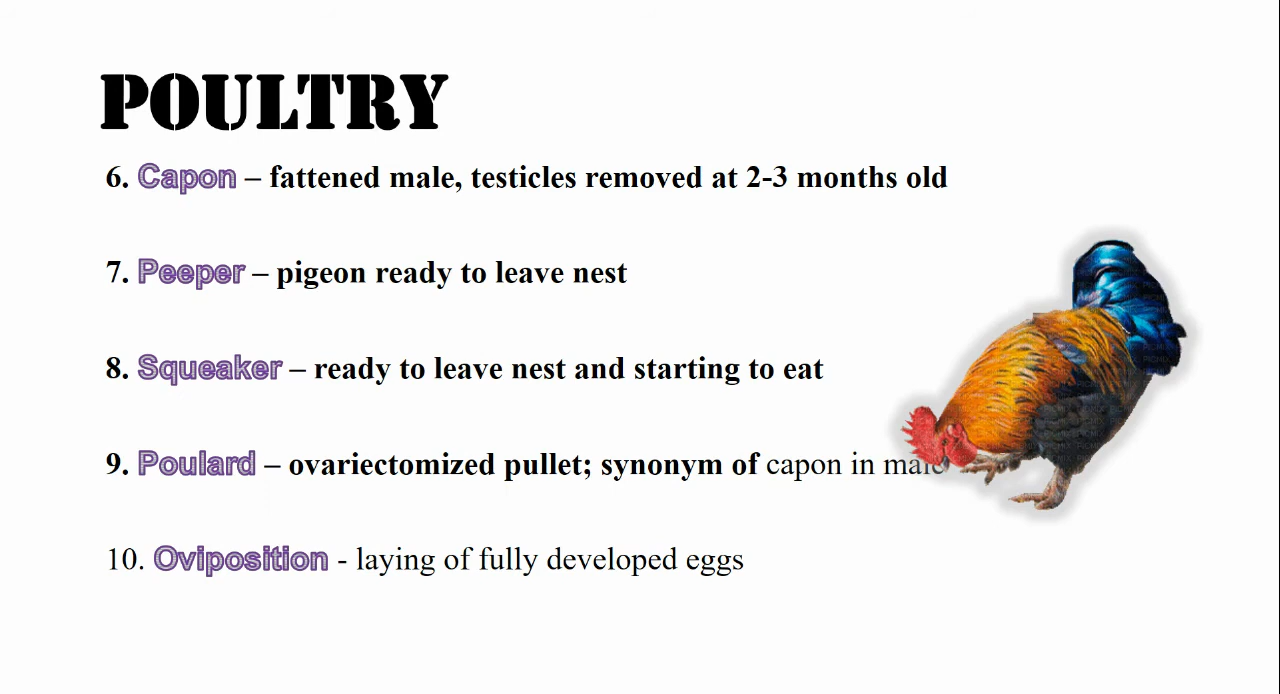 POULTRY
6. Capon – fattened male, testicles removed at 2-3 months old
7. Peeper – pigeon ready to leave nest
8. Squeaker – ready to leave nest and starting to eat
9. Poulard – ovariectomized pullet; synonym of capon in male
10. Oviposition - laying of fully developed eggs